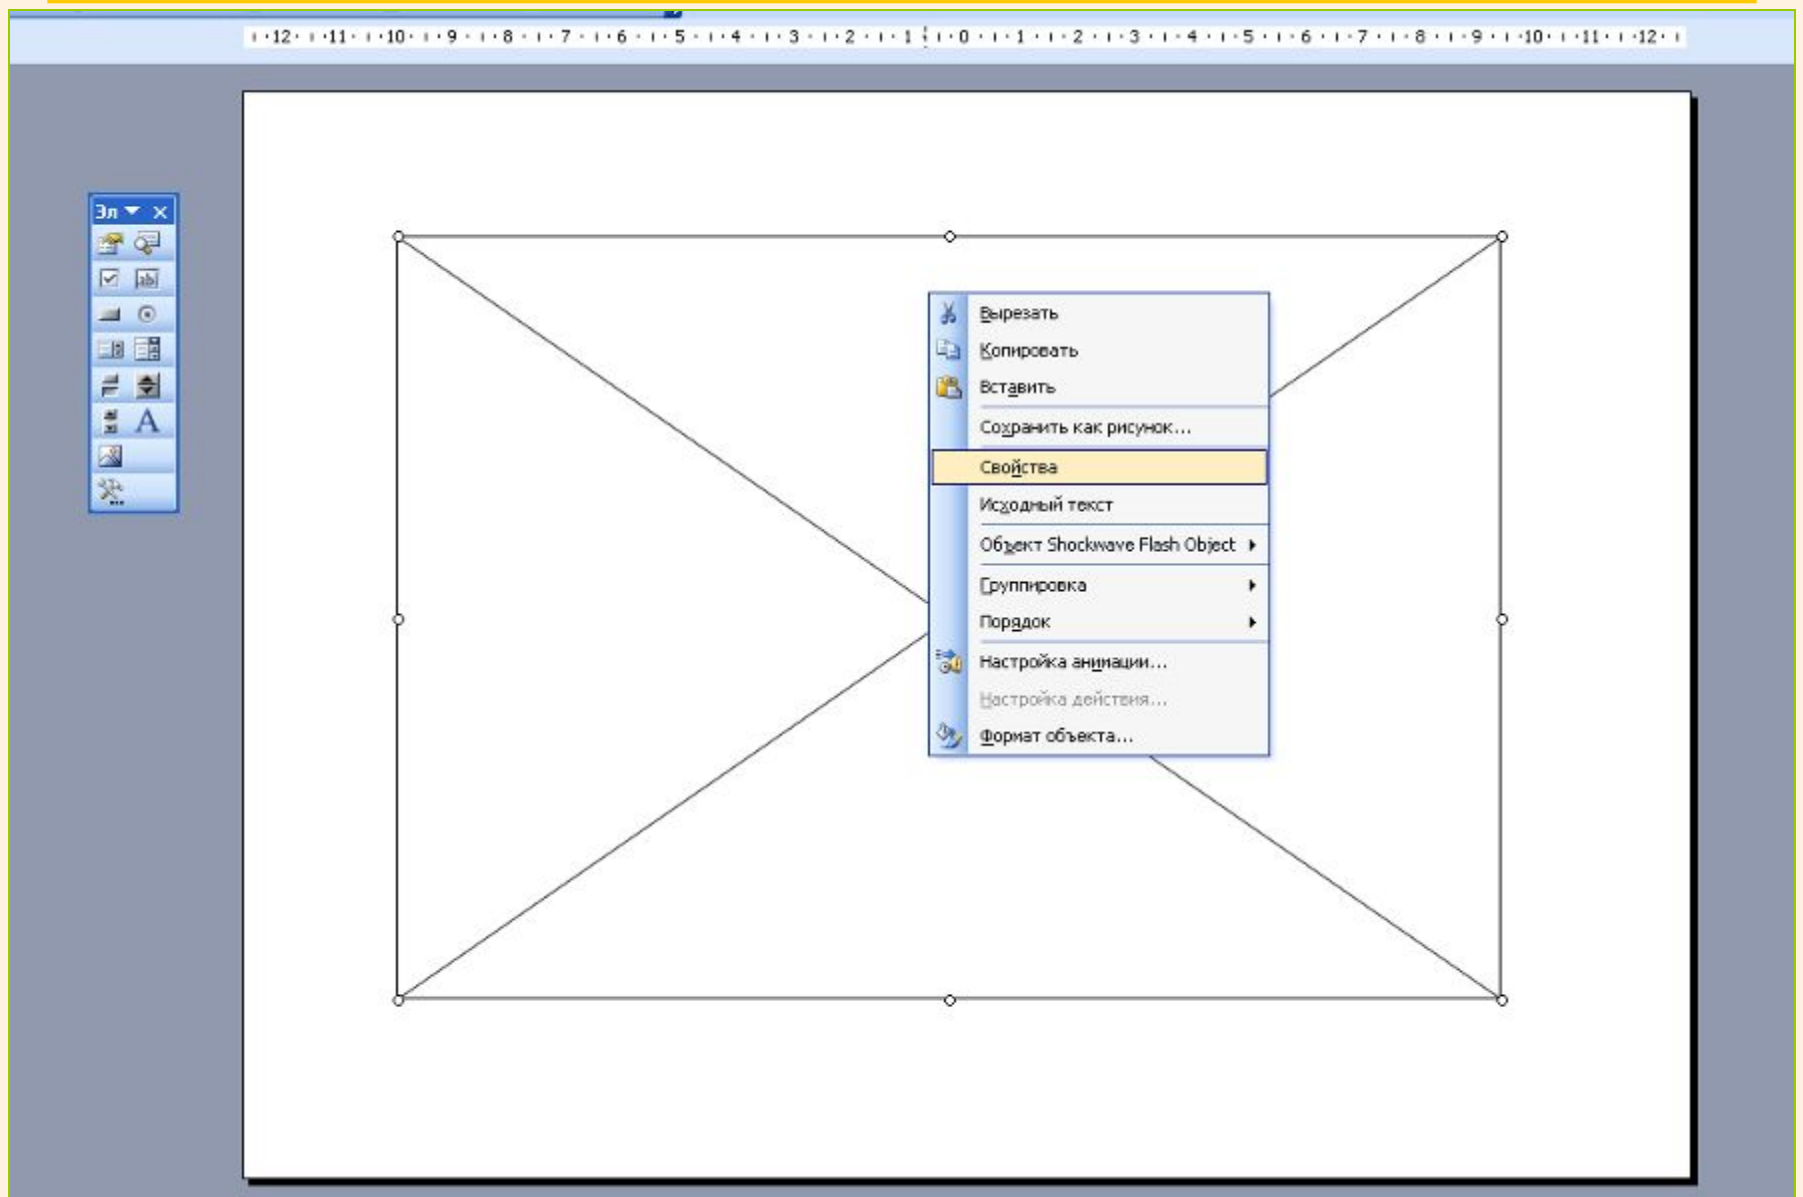 12 11 10 9 8 7 6 5 4 3 2 1 0 1 2 3 4 5 6 7 8 9 10 11 12
Эл
ab
A
Вырезать
Копировать
Вставить
Сохранить как рисунок...
Свойства
Исходный текст
Объект Shockwave Flash Object
Группировка
Порядок
Настройка анимации...
Настройка действия...
Формат объекта...